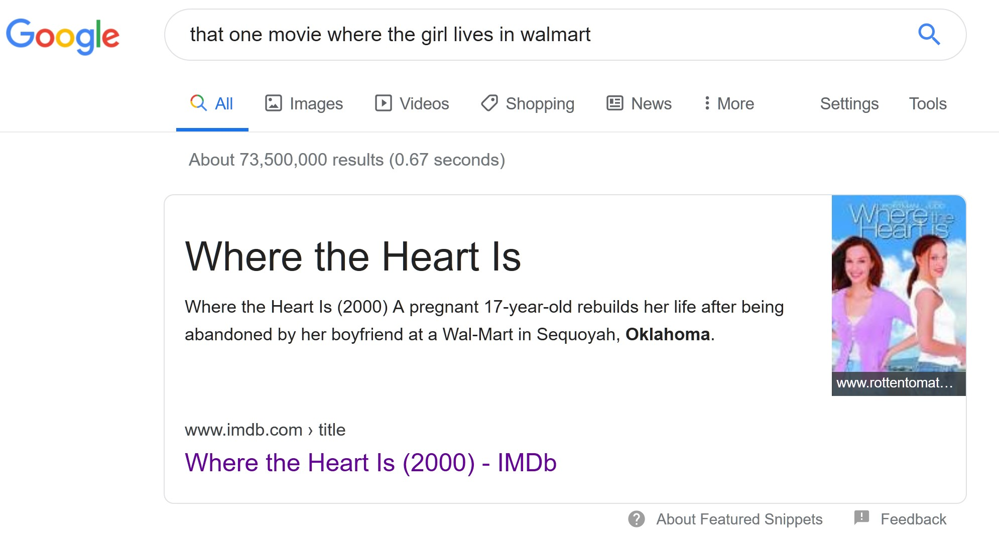 Google
that one movie where the girl lives in walmart
All Images Videos Shopping News More Settings Tools
About 73,500,000 results (0.67 seconds)
Where the
Heart is
Where the Heart Is
Where the Heart Is (2000) A pregnant 17-year-old rebuilds her life after being
abandoned by her boyfriend at a Wal-Mart in Sequoyah, Oklahoma.
www.rottentomat...
www.imdb.com › title
Where the Heart Is (2000) - IMDb
About Featured Snippets Feedback